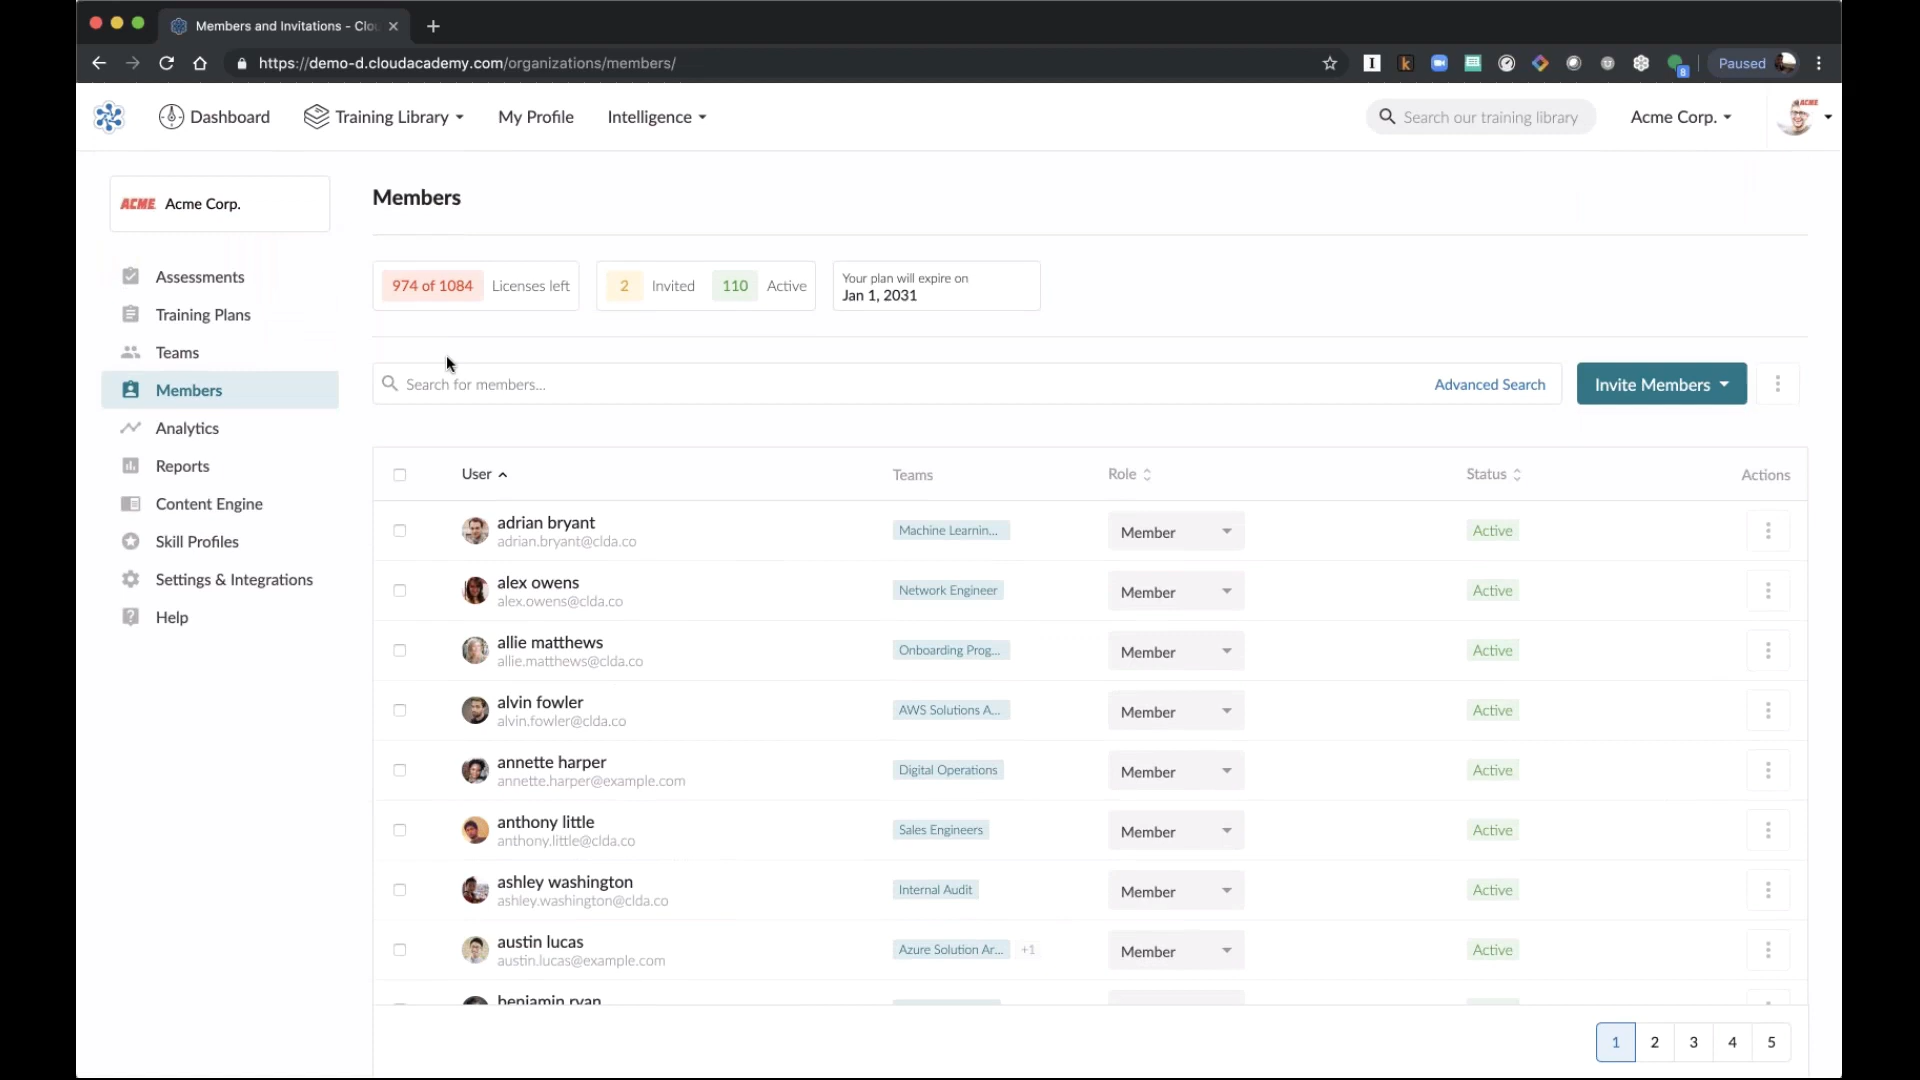 Members and Invitations - Clo
https://demo-d.cloudacademy.com/organizations/members/
Paused
Dashboard
Training Library
My Profile
Intelligence
Search our training library
Acme Corp.
ACME
ACME Acme Corp.
Assessments
Training Plans
Teams
Members
Analytics
Reports
Content Engine
Skill Profiles
Settings & Integrations
Help
Members
974 of 1084 Licenses left
2 Invited 110 Active
Your plan will expire on
Jan 1, 2031
Search for members...
Advanced Search
Invite Members
User Teams Role Status Actions
adrian bryant
adrian.bryant@clda.co
Machine Learnin... Member Active
alex owens
alex.owens@clda.co
Network Engineer Member Active
allie matthews
allie.matthews@clda.co
Onboarding Prog... Member Active
alvin fowler
alvin.fowler@clda.co
AWS Solutions A... Member Active
annette harper
annette.harper@example.com
Digital Operations Member Active
anthony little
anthony.little@clda.co
Sales Engineers Member Active
ashley washington
ashley.washington@clda.co
Internal Audit Member Active
austin lucas
austin.lucas@example.com
Azure Solution Ar... +1 Member Active
benjamin ryan
1 2 3 4 5